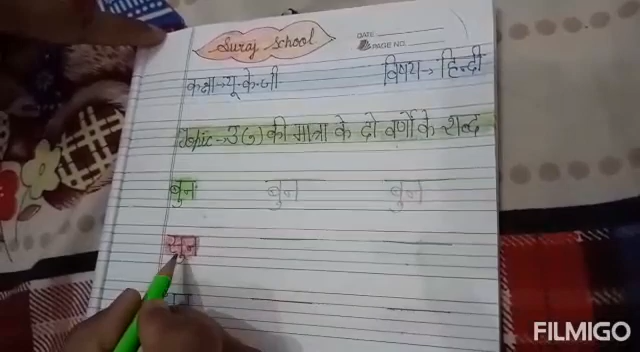 Suraj School
DATE
PAGE NO.
कक्षा→यू.के.जी. विषय→ हिन्दी
Topic→उ(ु) की मात्रा के दो वर्णों के शब्द
बुन बुन बुन
सुन
FILMIGO